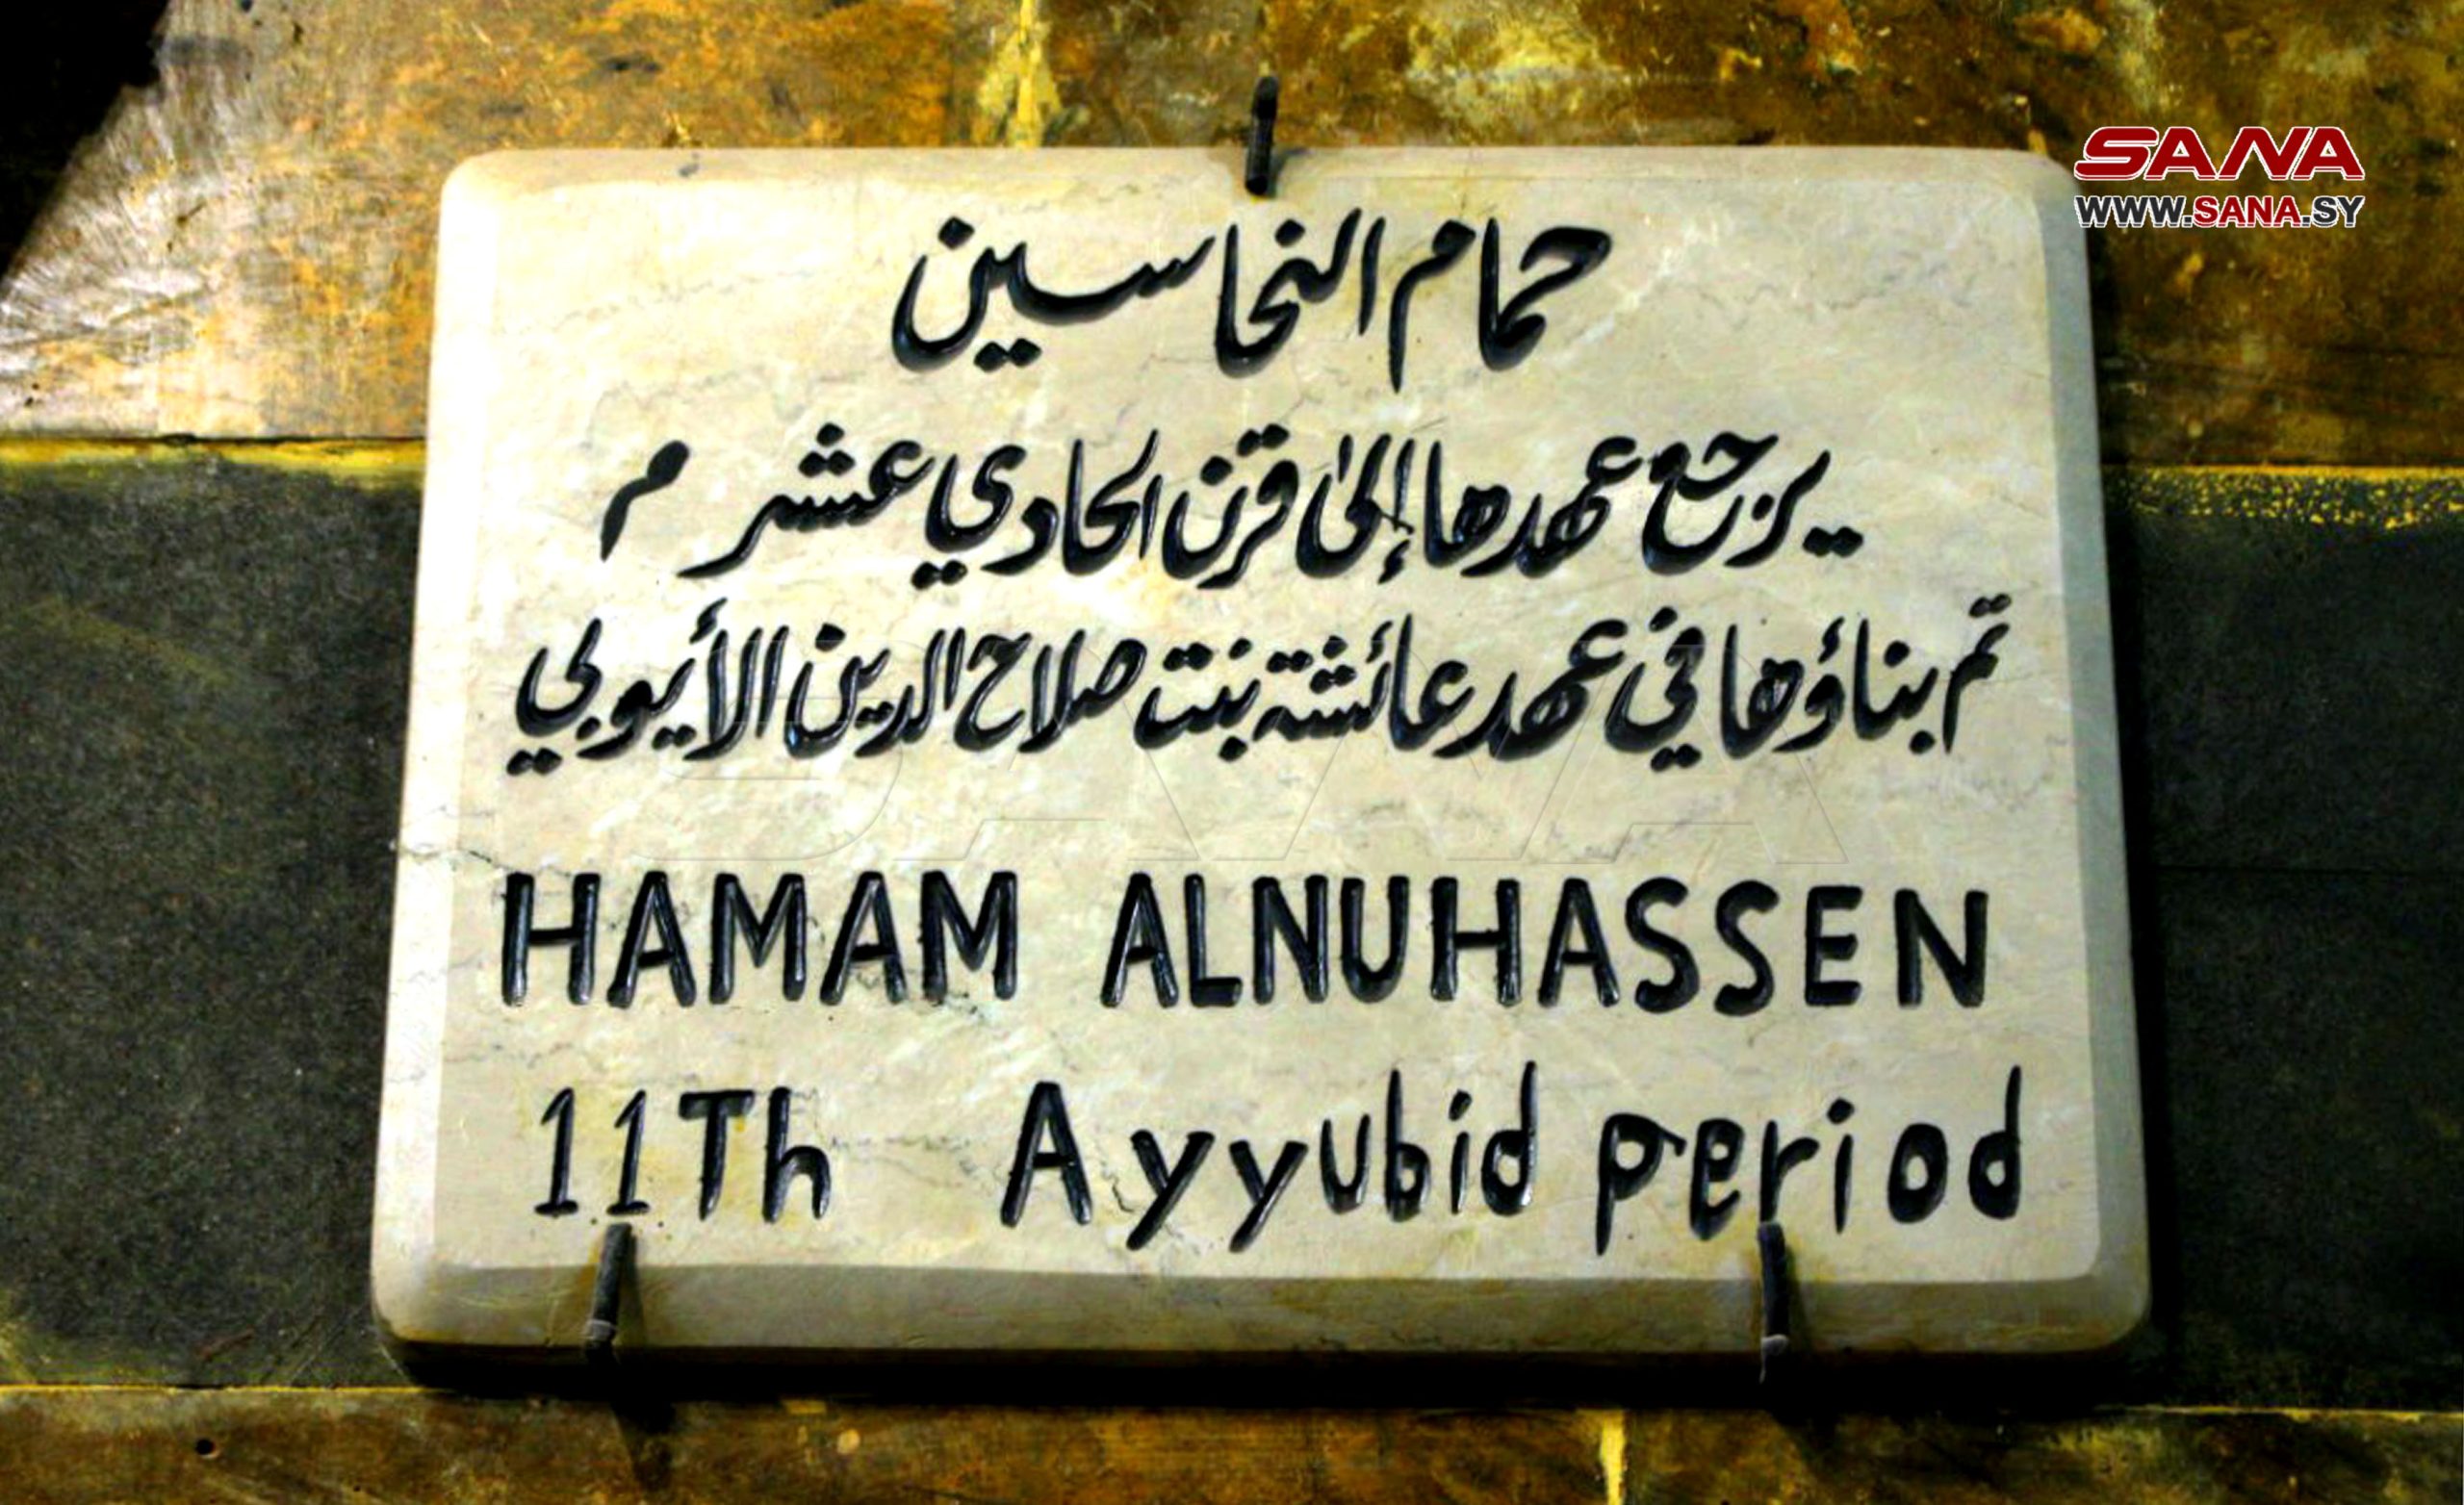 SANA
WWW.SANA.SY
حمام النحاسين
يرجع عهدها إلى قرن الحادي عشر م
تم بناؤها في عهد عائشة بنت صلاح الدين الأيوبي
HAMAM ALNUHASSEN
11Th Ayyubid period